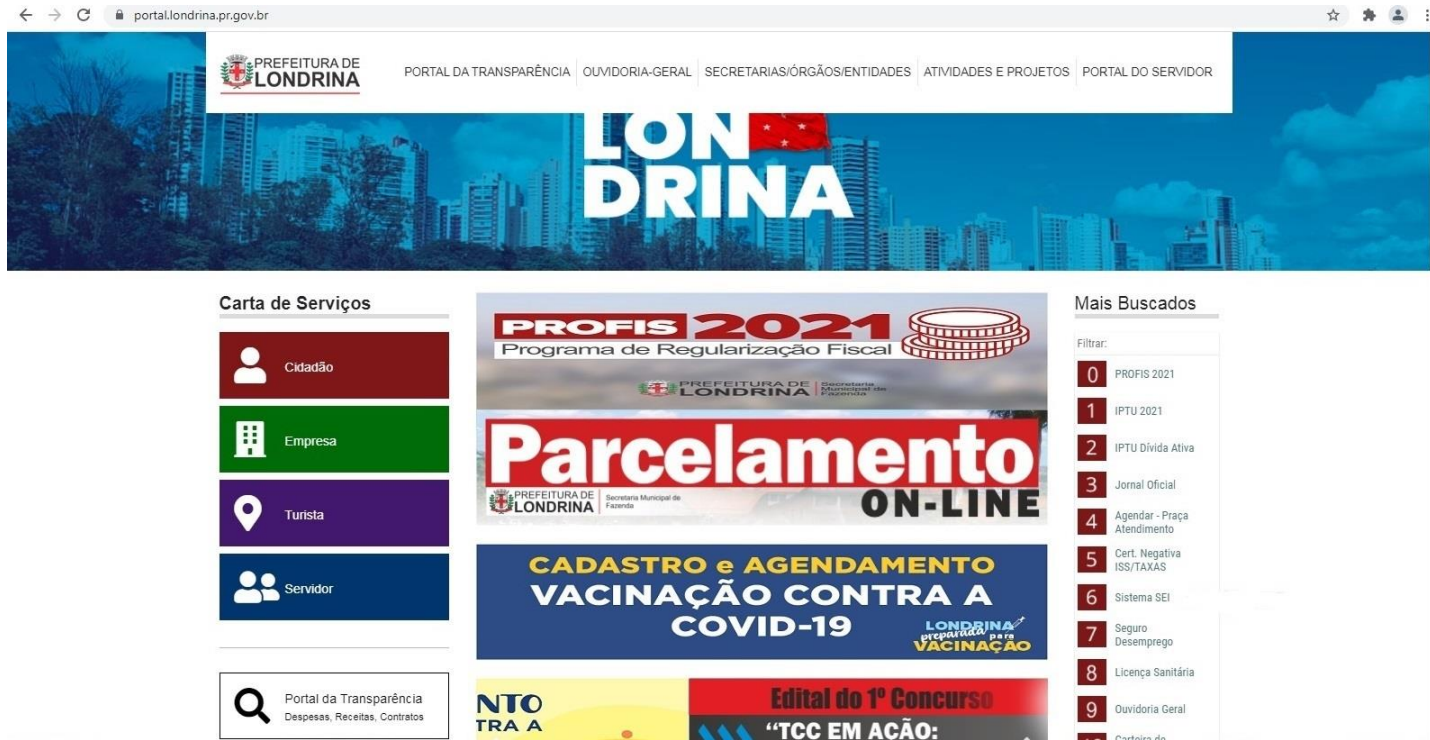 portal.londrina.pr.gov.br
PREFEITURA DE
LONDRINA
PORTAL DA TRANSPARÊNCIA
OUVIDORIA-GERAL
SECRETARIAS/ÓRGÃOS/ENTIDADES
ATIVIDADES E PROJETOS
PORTAL DO SERVIDOR
LON
DRINA
Carta de Serviços
Cidadão
Empresa
Turista
Servidor
Portal da Transparência
Despesas, Receitas, Contratos
PROFIS 2021
Programa de Regularização Fiscal
PREFEITURA DE
LONDRINA
Secretaria
Municipal de
Fazenda
Parcelamento
ON-LINE
PREFEITURA DE
LONDRINA
Secretaria Municipal de
Fazenda
CADASTRO e AGENDAMENTO
VACINAÇÃO CONTRA A
COVID-19
LONDRINA
preparada para
VACINAÇÃO
NTO
TRA A
Edital do 1º Concurso
“TCC EM AÇÃO:
Mais Buscados
Filtrar:
0 PROFIS 2021
1 IPTU 2021
2 IPTU Dívida Ativa
3 Jornal Oficial
4 Agendar - Praça
Atendimento
5 Cert. Negativa
ISS/TAXAS
6 Sistema SEI
7 Seguro
Desemprego
8 Licença Sanitária
9 Ouvidoria Geral